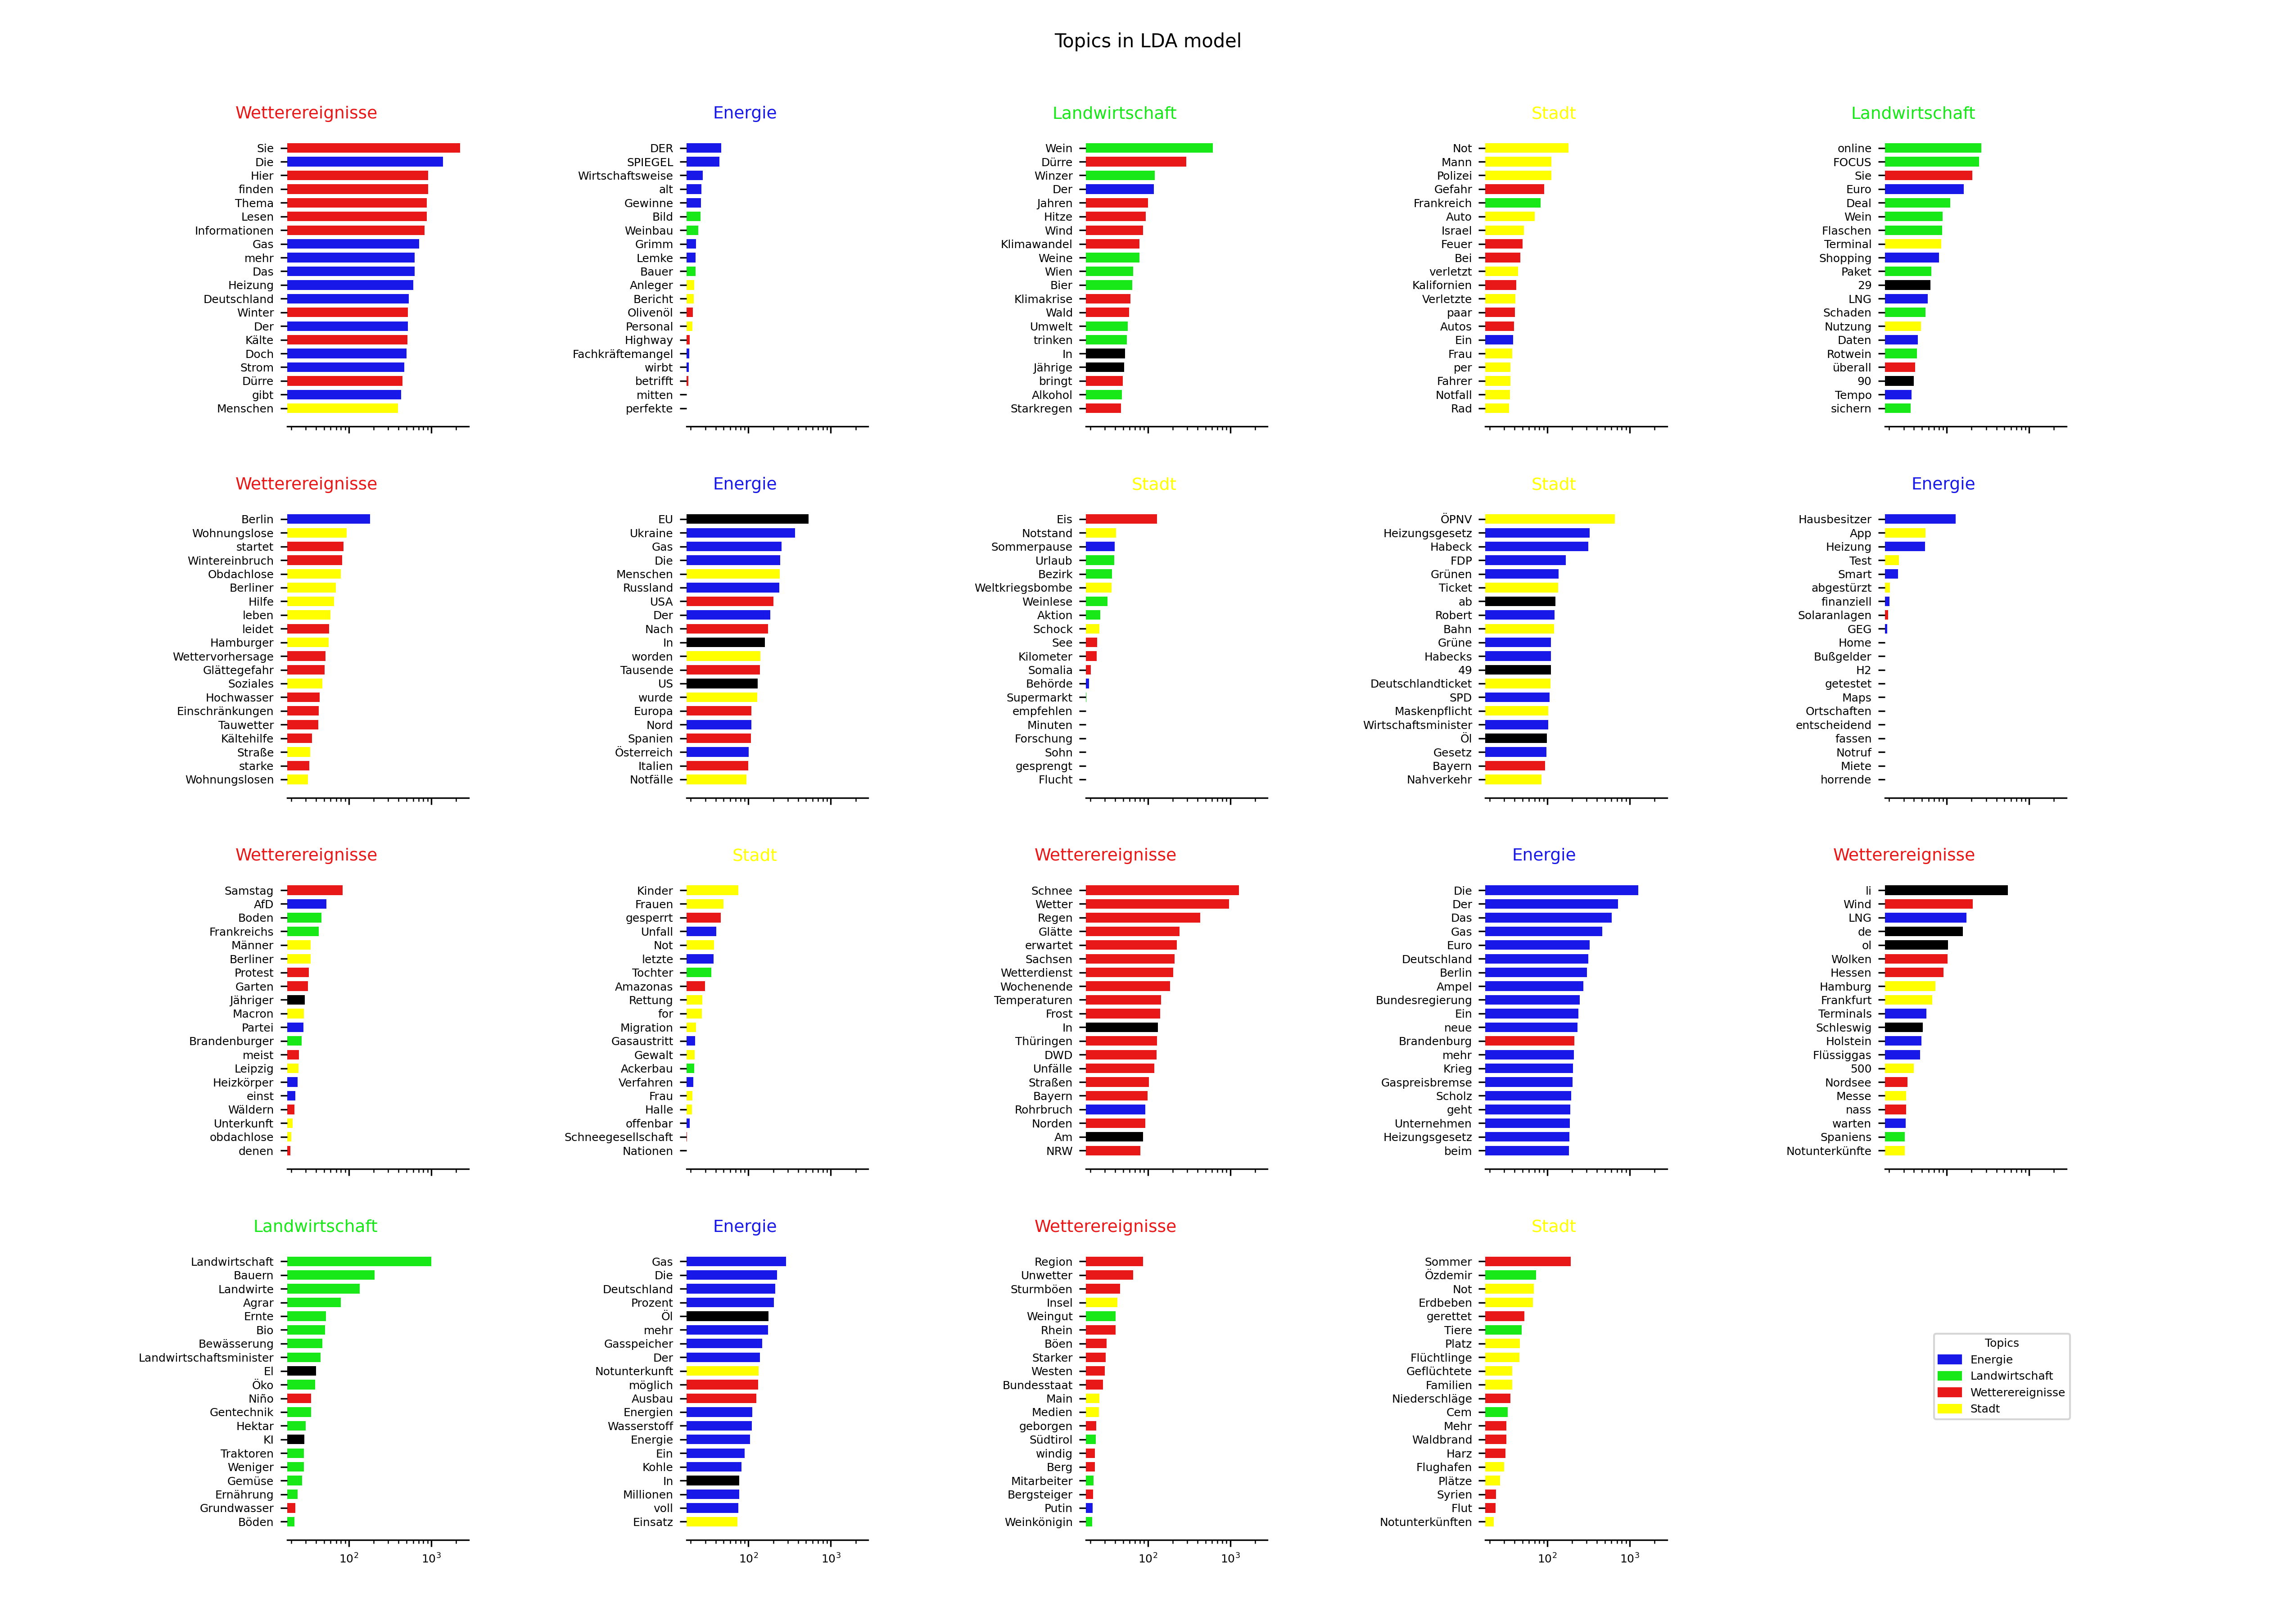 Topics in LDA model
Wetterereignisse
Sie
Die
Hier
finden
Thema
Lesen
Informationen
Gas
mehr
Das
Heizung
Deutschland
Winter
Der
Kälte
Doch
Strom
Dürre
gibt
Menschen
Energie
DER
SPIEGEL
Wirtschaftsweise
alt
Gewinne
Bild
Weinbau
Grimm
Lemke
Bauer
Anleger
Bericht
Olivenöl
Personal
Highway
Fachkräftemangel
wirbt
betrifft
mitten
perfekte
Landwirtschaft
Wein
Dürre
Winzer
Der
Jahren
Hitze
Wind
Klimawandel
Weine
Wien
Bier
Klimakrise
Wald
Umwelt
trinken
In
Jährige
bringt
Alkohol
Starkregen
Stadt
Not
Mann
Polizei
Gefahr
Frankreich
Auto
Israel
Feuer
Bei
verletzt
Kalifornien
Verletzte
paar
Autos
Ein
Frau
per
Fahrer
Notfall
Rad
Landwirtschaft
online
FOCUS
Sie
Euro
Deal
Wein
Flaschen
Terminal
Shopping
Paket
29
LNG
Schaden
Nutzung
Daten
Rotwein
überall
90
Tempo
sichern
Wetterereignisse
Berlin
Wohnungslose
startet
Wintereinbruch
Obdachlose
Berliner
Hilfe
leben
leidet
Hamburger
Wettervorhersage
Glättegefahr
Soziales
Hochwasser
Einschränkungen
Tauwetter
Kältehilfe
Straße
starke
Wohnungslosen
Energie
EU
Ukraine
Gas
Die
Menschen
Russland
USA
Der
Nach
In
worden
Tausende
US
wurde
Europa
Nord
Spanien
Österreich
Italien
Notfälle
Stadt
Eis
Notstand
Sommerpause
Urlaub
Bezirk
Weltkriegsbombe
Weinlese
Aktion
Schock
See
Kilometer
Somalia
Behörde
Supermarkt
empfehlen
Minuten
Forschung
Sohn
gesprengt
Flucht
Stadt
ÖPNV
Heizungsgesetz
Habeck
FDP
Grünen
Ticket
ab
Robert
Bahn
Grüne
Habecks
49
Deutschlandticket
SPD
Maskenpflicht
Wirtschaftsminister
Öl
Gesetz
Bayern
Nahverkehr
Energie
Hausbesitzer
App
Heizung
Test
Smart
abgestürzt
finanziell
Solaranlagen
GEG
Home
Bußgelder
H2
getestet
Maps
Ortschaften
entscheidend
fassen
Notruf
Miete
horrende
Wetterereignisse
Samstag
AfD
Boden
Frankreichs
Männer
Berliner
Protest
Garten
Jähriger
Macron
Partei
Brandenburger
meist
Leipzig
Heizkörper
einst
Wäldern
Unterkunft
obdachlose
denen
Stadt
Kinder
Frauen
gesperrt
Unfall
Not
letzte
Tochter
Amazonas
Rettung
for
Migration
Gasaustritt
Gewalt
Ackerbau
Verfahren
Frau
Halle
offenbar
Schneegesellschaft
Nationen
Wetterereignisse
Schnee
Wetter
Regen
Glätte
erwartet
Sachsen
Wetterdienst
Wochenende
Temperaturen
Frost
In
Thüringen
DWD
Unfälle
Straßen
Bayern
Rohrbruch
Norden
Am
NRW
Energie
Die
Der
Das
Gas
Euro
Deutschland
Berlin
Ampel
Bundesregierung
Ein
neue
Brandenburg
mehr
Krieg
Gaspreisbremse
Scholz
geht
Unternehmen
Heizungsgesetz
beim
Wetterereignisse
li
Wind
LNG
de
ol
Wolken
Hessen
Hamburg
Frankfurt
Terminals
Schleswig
Holstein
Flüssiggas
500
Nordsee
Messe
nass
warten
Spaniens
Notunterkünfte
Landwirtschaft
Landwirtschaft
Bauern
Landwirte
Agrar
Ernte
Bio
Bewässerung
Landwirtschaftsminister
El
Öko
Niño
Gentechnik
Hektar
KI
Traktoren
Weniger
Gemüse
Ernährung
Grundwasser
Böden
10² 10³
Energie
Gas
Die
Deutschland
Prozent
Öl
mehr
Gasspeicher
Der
Notunterkunft
möglich
Ausbau
Energien
Wasserstoff
Energie
Ein
Kohle
In
Millionen
voll
Einsatz
10² 10³
Wetterereignisse
Region
Unwetter
Sturmböen
Insel
Weingut
Rhein
Böen
Starker
Westen
Bundesstaat
Main
Medien
geborgen
Südtirol
windig
Berg
Mitarbeiter
Bergsteiger
Putin
Weinkönigin
10² 10³
Stadt
Sommer
Özdemir
Not
Erdbeben
gerettet
Tiere
Platz
Flüchtlinge
Geflüchtete
Familien
Niederschläge
Cem
Mehr
Waldbrand
Harz
Flughafen
Plätze
Syrien
Flut
Notunterkünften
10² 10³
Topics
Energie
Landwirtschaft
Wetterereignisse
Stadt